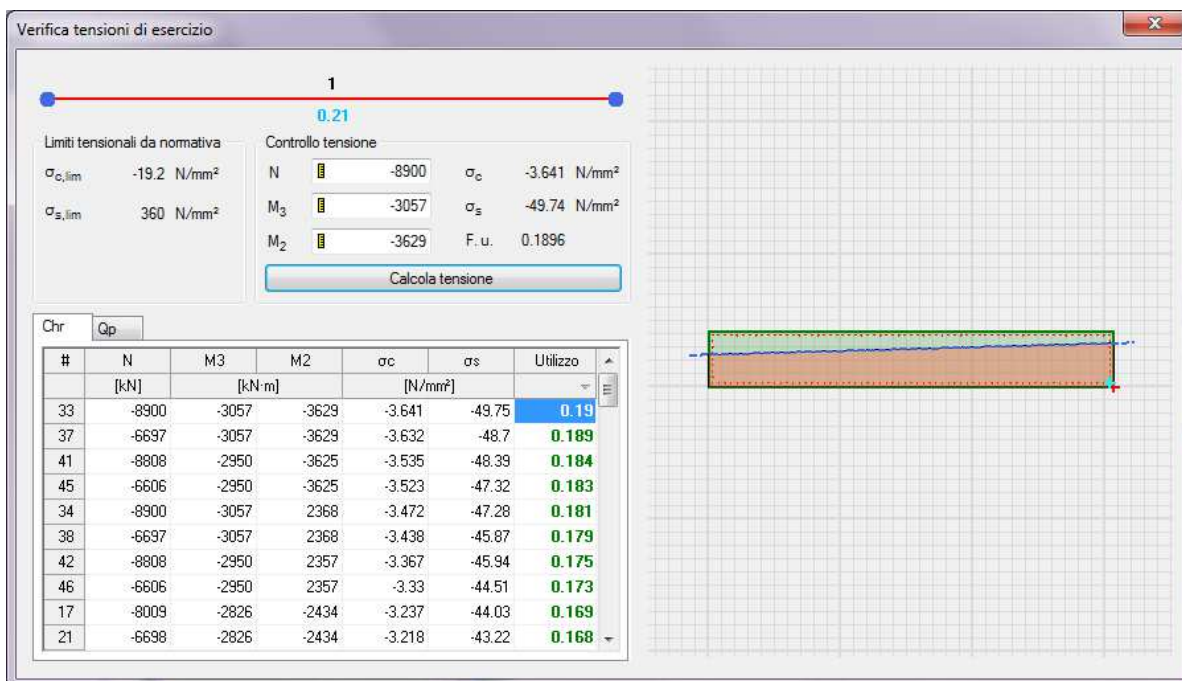 Verifica tensioni di esercizio
1
0.21
Limiti tensionali da normativa
σc,lim -19.2 N/mm²
σs,lim 360 N/mm²
Controllo tensione
N -8900 σc -3.641 N/mm²
M3 -3057 σs -49.74 N/mm²
M2 -3629 F. u. 0.1896
Calcola tensione
Chr Qp
# N M3 M2 σc σs Utilizzo
[kN] [kN·m] [N/mm²]
33 -8900 -3057 -3629 -3.641 -49.75 0.19
37 -6697 -3057 -3629 -3.632 -48.7 0.189
41 -8808 -2950 -3625 -3.535 -48.39 0.184
45 -6606 -2950 -3625 -3.523 -47.32 0.183
34 -8900 -3057 2368 -3.472 -47.28 0.181
38 -6697 -3057 2368 -3.438 -45.87 0.179
42 -8808 -2950 2357 -3.367 -45.94 0.175
46 -6606 -2950 2357 -3.33 -44.51 0.173
17 -8009 -2826 -2434 -3.237 -44.03 0.169
21 -6698 -2826 -2434 -3.218 -43.22 0.168